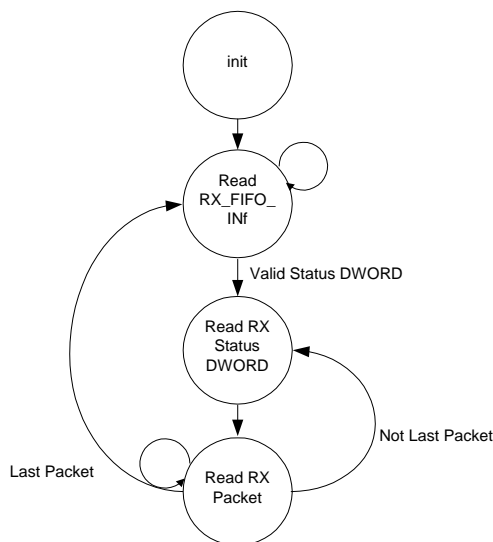 init
Read
RX_FIFO_
INf
Valid Status DWORD
Read RX
Status
DWORD
Not Last Packet
Last Packet
Read RX
Packet